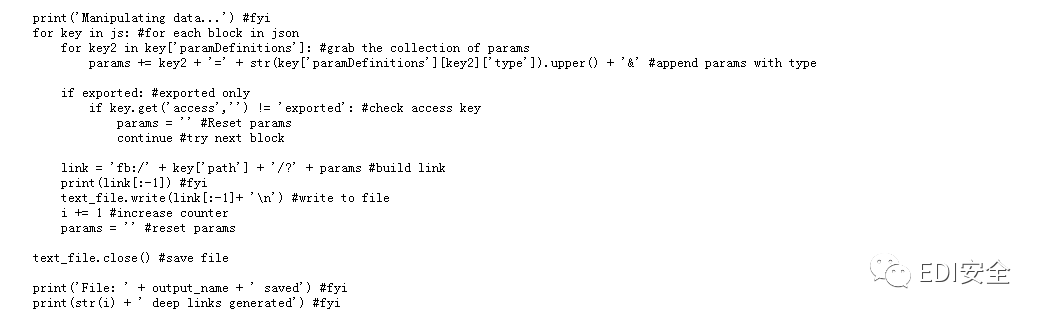 print('Manipulating data...') #fyi
for key in js: #for each block in json
    for key2 in key['paramDefinitions']: #grab the collection of params
        params += key2 + '=' + str(key['paramDefinitions'][key2]['type']).upper() + '&' #append params with type

    if exported: #exported only
        if key.get('access','') != 'exported': #check access key
            params = '' #Reset params
            continue #try next block

    link = 'fb:/' + key['path'] + '/?' + params #build link
    print(link[:-1]) #fyi
    text_file.write(link[:-1]+ '\n') #write to file
    i += 1 #increase counter
    params = '' #reset params

text_file.close() #save file

print('File: ' + output_name + ' saved') #fyi
print(str(i) + ' deep links generated') #fyi
EDI安全